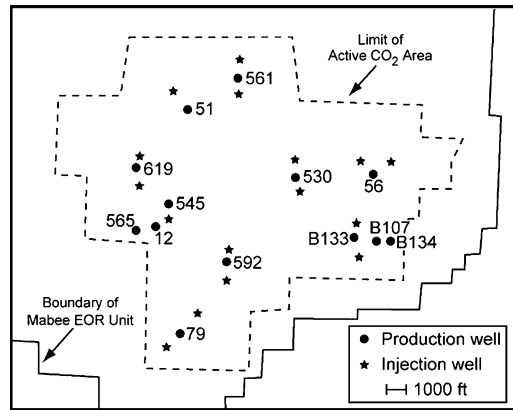 Limit of
Active CO2 Area
561
51
619
530
56
545
565
12
B107
B133
B134
592
Boundary of
Mabee EOR Unit
79
Production well
Injection well
1000 ft